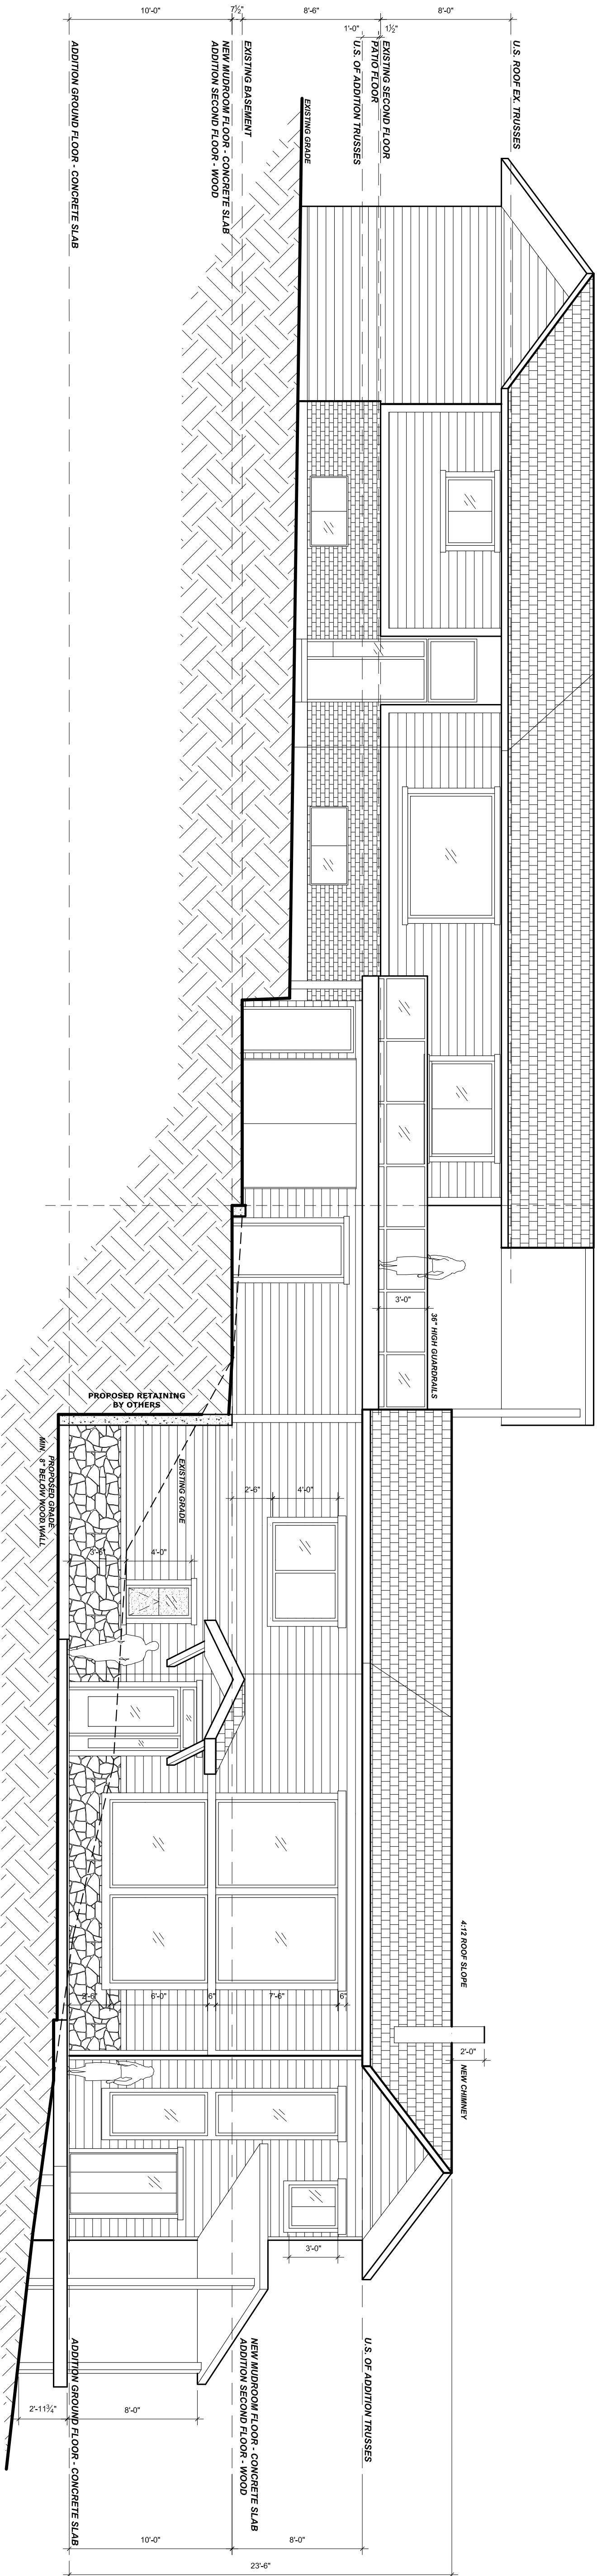 10'-0"
7½"
8'-6"
1'-0"
1½"
8'-0"
ADDITION GROUND FLOOR - CONCRETE SLAB
NEW MUDROOM FLOOR - CONCRETE SLAB
ADDITION SECOND FLOOR - WOOD
EXISTING BASEMENT
EXISTING GRADE
U.S. OF ADDITION TRUSSES
EXISTING SECOND FLOOR
PATIO FLOOR
U.S. ROOF EX. TRUSSES
3'-0"
36" HIGH GUARDRAILS
PROPOSED RETAINING
BY OTHERS
PROPOSED GRADE
MIN. 8" BELOW WOOD WALL
EXISTING GRADE
2'-6"
4'-0"
3'-6"
4'-0"
2'-6"
6'-0"
6"
7'-6"
6"
4:12 ROOF SLOPE
2'-0"
NEW CHIMNEY
3'-0"
2'-11¾"
8'-0"
ADDITION GROUND FLOOR - CONCRETE SLAB
NEW MUDROOM FLOOR - CONCRETE SLAB
ADDITION SECOND FLOOR - WOOD
U.S. OF ADDITION TRUSSES
10'-0"
8'-0"
23'-6"